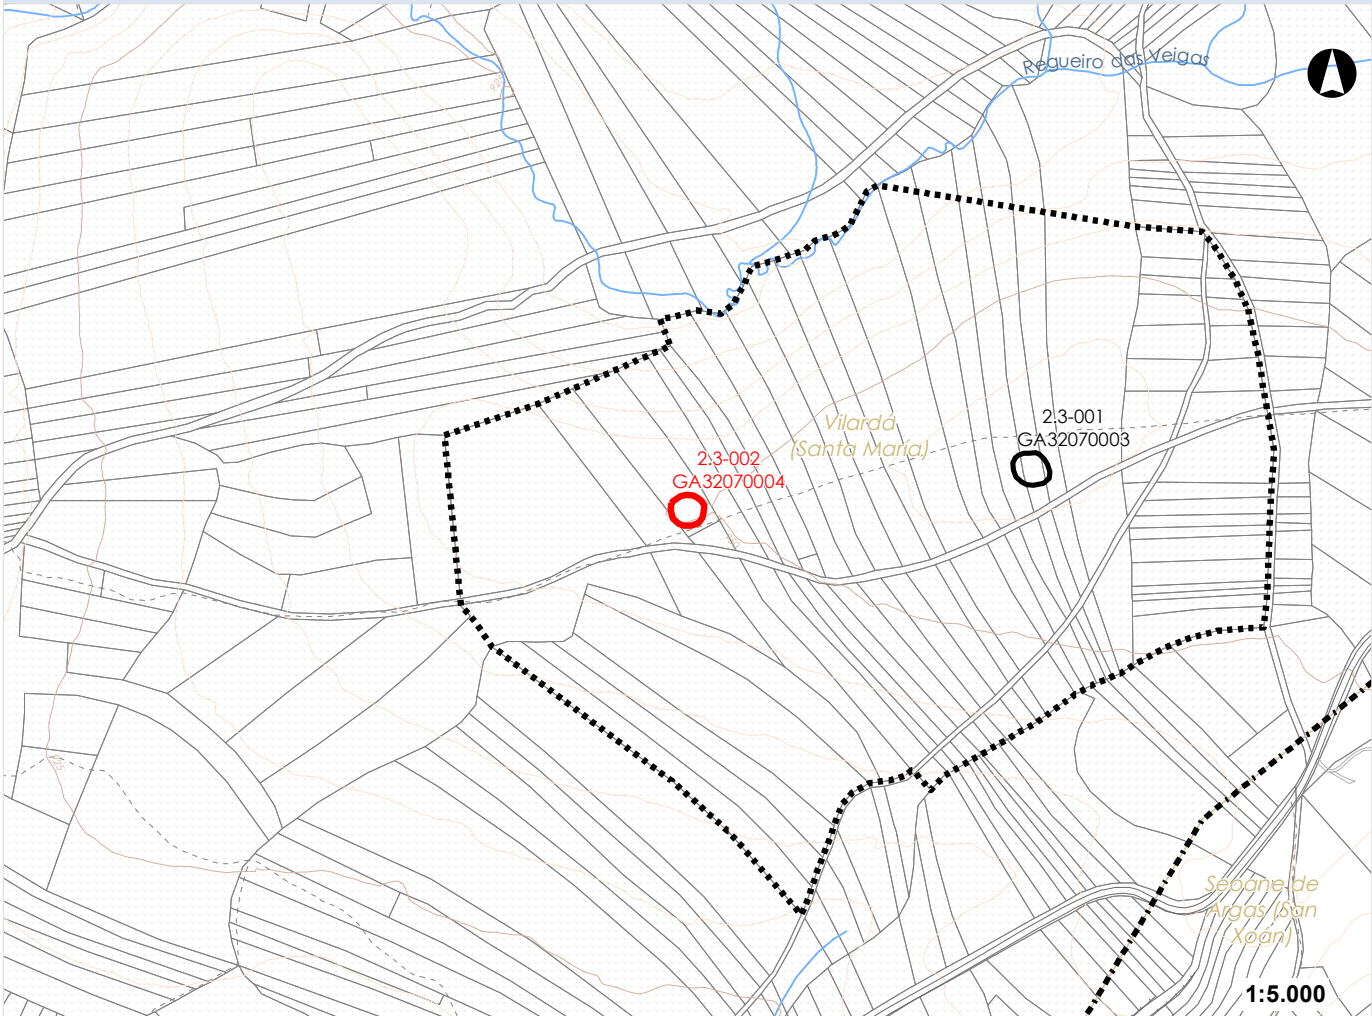 Regueiro das Veigas
2.3-001
GA32070003
Vilardá
(Santa María)
2.3-002
GA32070004
Seoane de
Argas (San
Xoán)
1:5.000